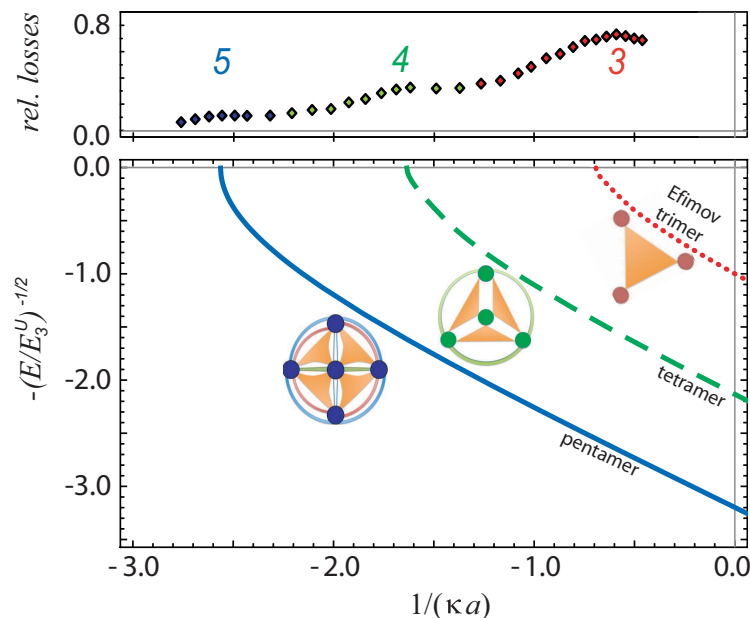 0.8
rel. losses
5
4
3
0.0
0.0
Efimov
trimer
-1.0
-(E/E₃ᵁ)⁻¹/²
-2.0
tetramer
pentamer
-3.0
-3.0 -2.0 -1.0 0.0
1/(κa)